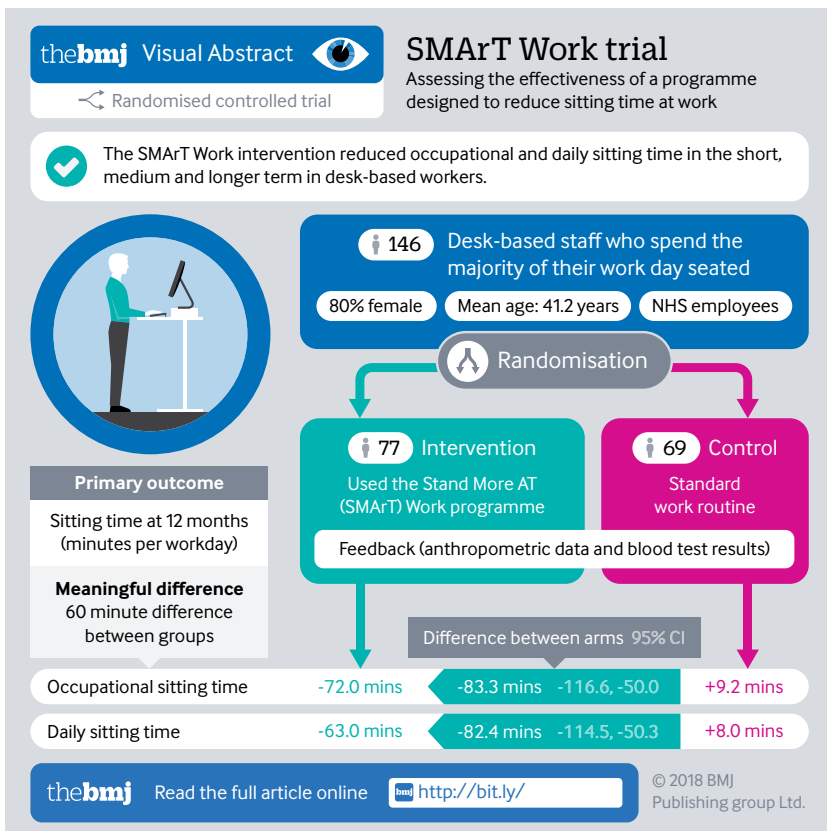 thebmj Visual Abstract
Randomised controlled trial
SMArT Work trial
Assessing the effectiveness of a programme
designed to reduce sitting time at work
The SMArT Work intervention reduced occupational and daily sitting time in the short,
medium and longer term in desk-based workers.
146 Desk-based staff who spend the
majority of their work day seated
80% female Mean age: 41.2 years NHS employees
Randomisation
77 Intervention
Used the Stand More AT
(SMArT) Work programme
69 Control
Standard
work routine
Feedback (anthropometric data and blood test results)
Primary outcome
Sitting time at 12 months
(minutes per workday)
Meaningful difference
60 minute difference
between groups
Difference between arms 95% CI
Occupational sitting time -72.0 mins -83.3 mins -116.6, -50.0 +9.2 mins
Daily sitting time -63.0 mins -82.4 mins -114.5, -50.3 +8.0 mins
thebmj Read the full article online bmj http://bit.ly/
© 2018 BMJ
Publishing group Ltd.